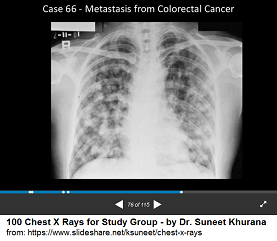 Case 66 - Metastasis from Colorectal Cancer
76 of 115
100 Chest X Rays for Study Group - by Dr. Suneet Khurana
from: https://www.slideshare.net/ksuneet/chest-x-rays